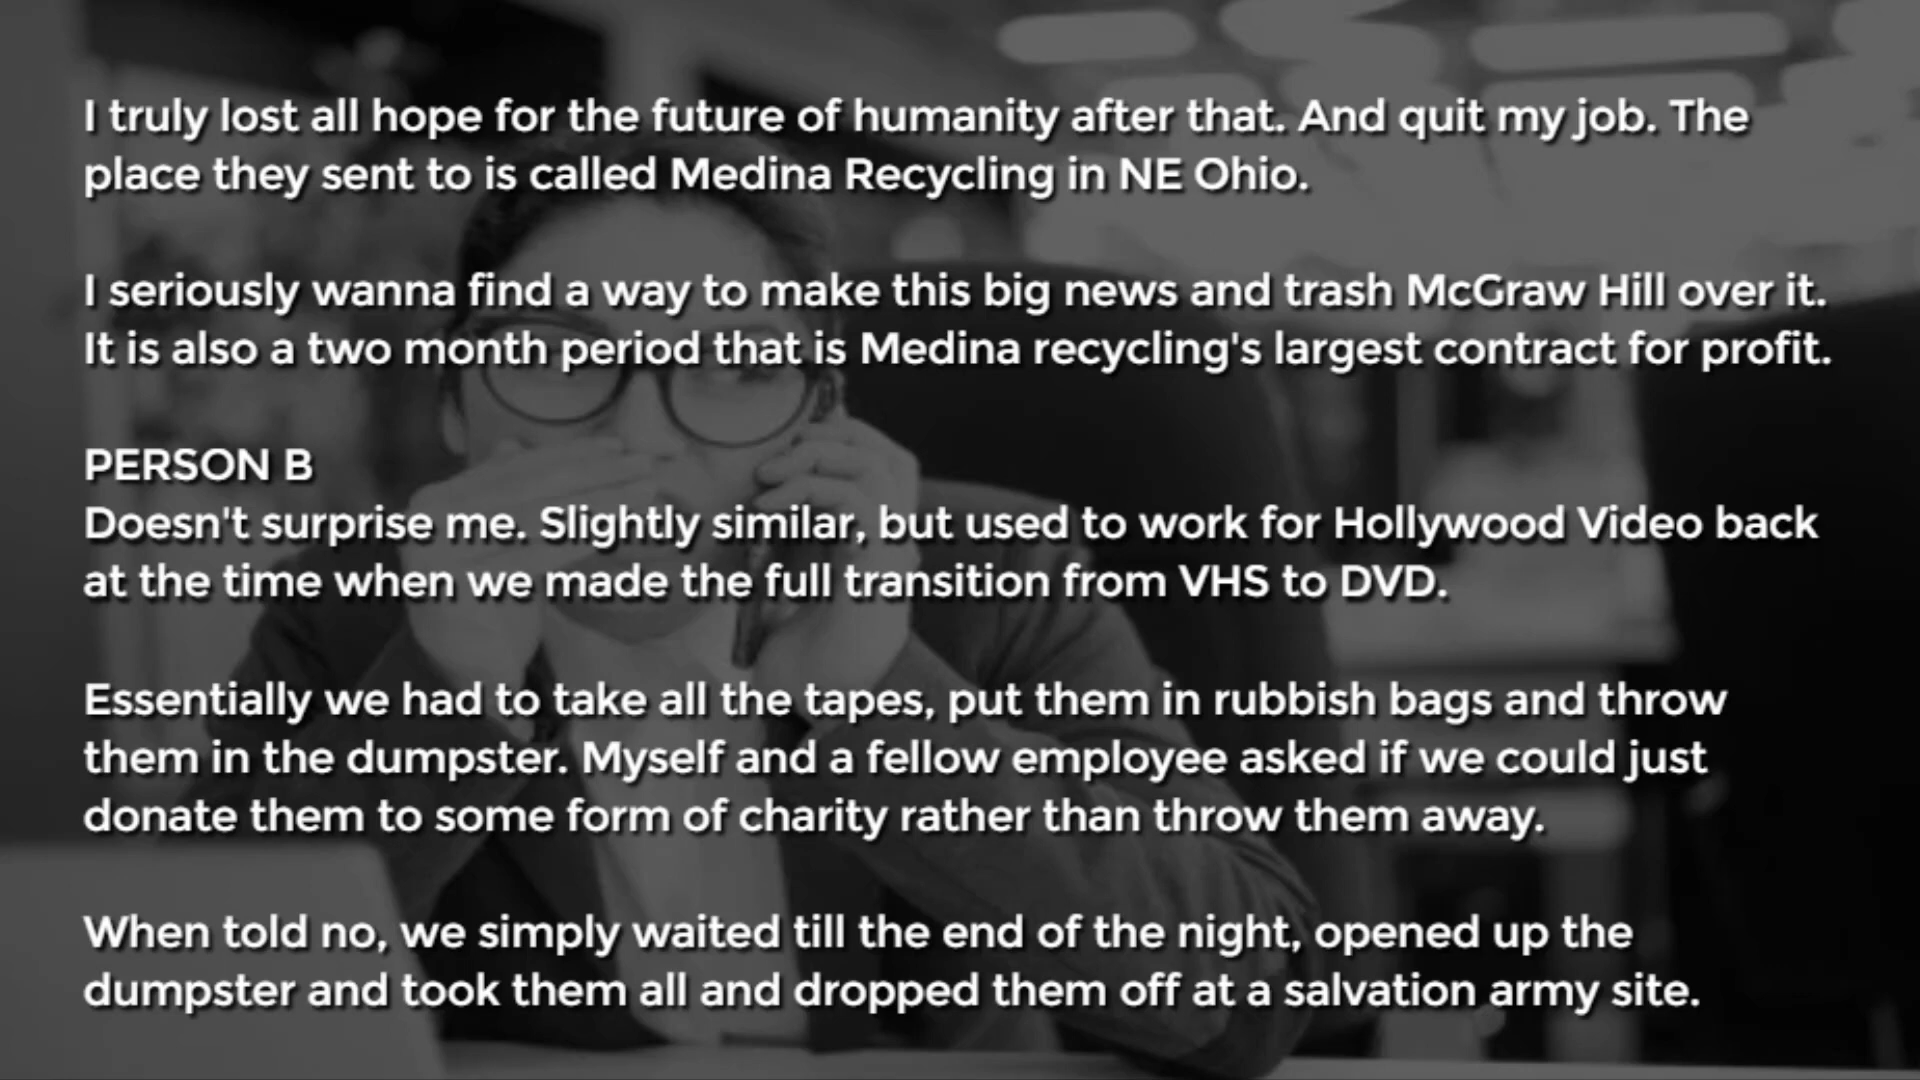 I truly lost all hope for the future of humanity after that. And quit my job. The
place they sent to is called Medina Recycling in NE Ohio.
I seriously wanna find a way to make this big news and trash McGraw Hill over it.
It is also a two month period that is Medina recycling's largest contract for profit.
PERSON B
Doesn't surprise me. Slightly similar, but used to work for Hollywood Video back
at the time when we made the full transition from VHS to DVD.
Essentially we had to take all the tapes, put them in rubbish bags and throw
them in the dumpster. Myself and a fellow employee asked if we could just
donate them to some form of charity rather than throw them away.
When told no, we simply waited till the end of the night, opened up the
dumpster and took them all and dropped them off at a salvation army site.